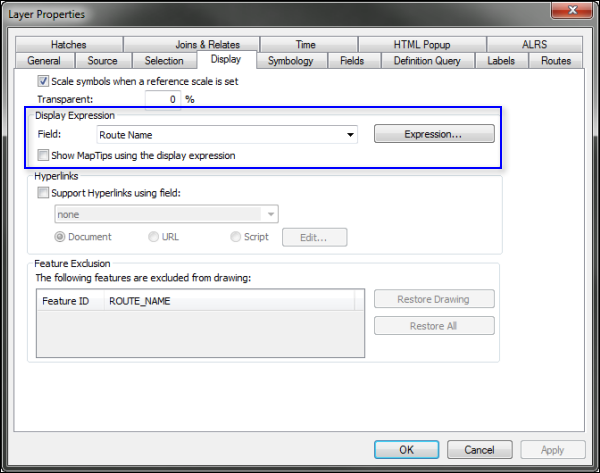 Layer Properties
Hatches Joins & Relates Time HTML Popup ALRS
General Source Selection Display Symbology Fields Definition Query Labels Routes
Scale symbols when a reference scale is set
Transparent: 0 %
Display Expression
Field: Route Name Expression...
Show MapTips using the display expression
Hyperlinks
Support Hyperlinks using field:
none
Document URL Script Edit...
Feature Exclusion
The following features are excluded from drawing:
Feature ID ROUTE_NAME Restore Drawing
Restore All
OK Cancel Apply